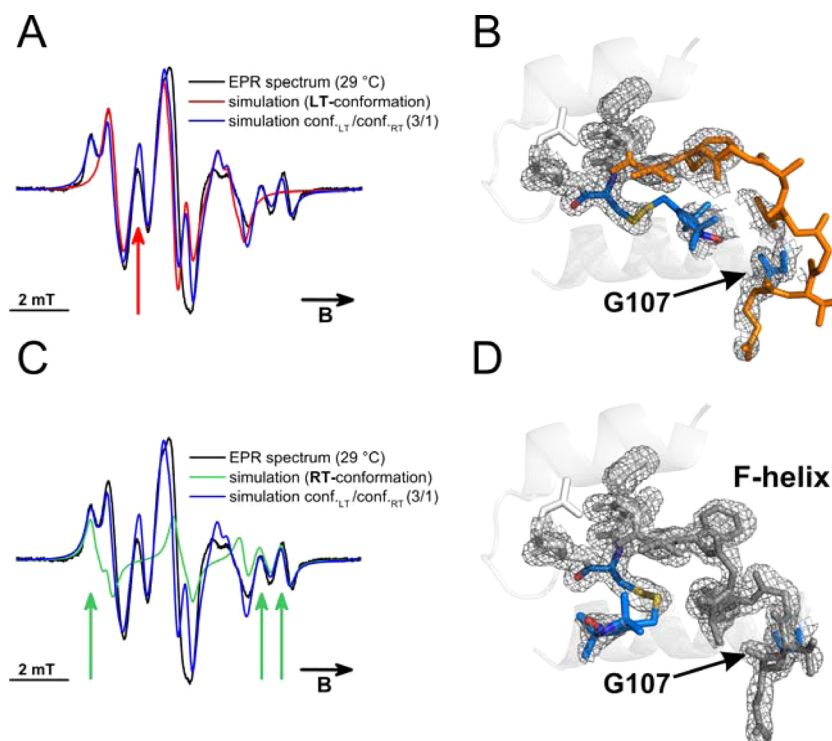 A
EPR spectrum (29 °C)
simulation (LT-conformation)
simulation conf.LT/conf.RT (3/1)
2 mT
B
B
G107
C
EPR spectrum (29 °C)
simulation (RT-conformation)
simulation conf.LT/conf.RT (3/1)
2 mT
B
D
F-helix
G107